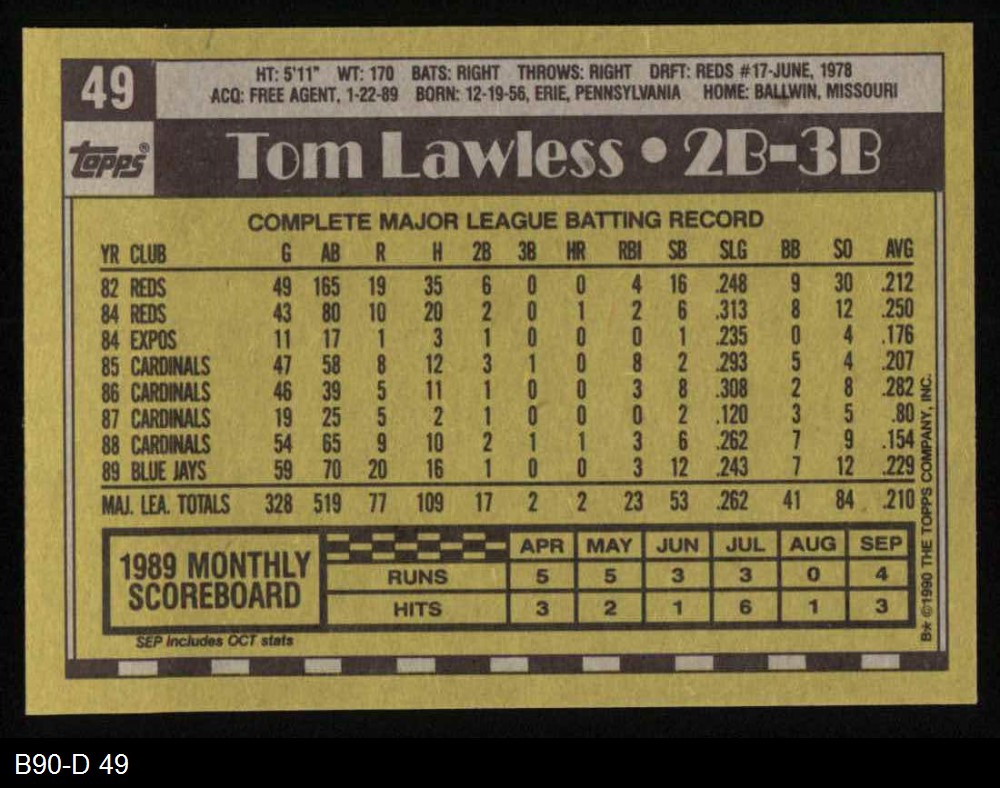 49
HT: 5'11" WT: 170 BATS: RIGHT THROWS: RIGHT DRFT: REDS #17-JUNE, 1978
ACQ: FREE AGENT, 1-22-89 BORN: 12-19-56, ERIE, PENNSYLVANIA HOME: BALLWIN, MISSOURI
Topps®
Tom Lawless • 2B-3B
COMPLETE MAJOR LEAGUE BATTING RECORD
YR CLUB G AB R H 2B 3B HR RBI SB SLG BB SO AVG
82 REDS 49 165 19 35 6 0 0 4 16 .248 9 30 .212
84 REDS 43 80 10 20 2 0 1 2 6 .313 8 12 .250
84 EXPOS 11 17 1 3 1 0 0 0 1 .235 0 4 .176
85 CARDINALS 47 58 8 12 3 1 0 8 2 .293 5 4 .207
86 CARDINALS 46 39 5 11 1 0 0 3 8 .308 2 8 .282
87 CARDINALS 19 25 5 2 1 0 0 0 2 .120 3 5 .80
88 CARDINALS 54 65 9 10 2 1 1 3 6 .262 7 9 .154
89 BLUE JAYS 59 70 20 16 1 0 0 3 12 .243 7 12 .229
MAJ. LEA. TOTALS 328 519 77 109 17 2 2 23 53 .262 41 84 .210
1989 MONTHLY
SCOREBOARD
APR MAY JUN JUL AUG SEP
RUNS 5 5 3 3 0 4
HITS 3 2 1 6 1 3
SEP includes OCT stats
B* ©1990 THE TOPPS COMPANY, INC.
B90-D 49